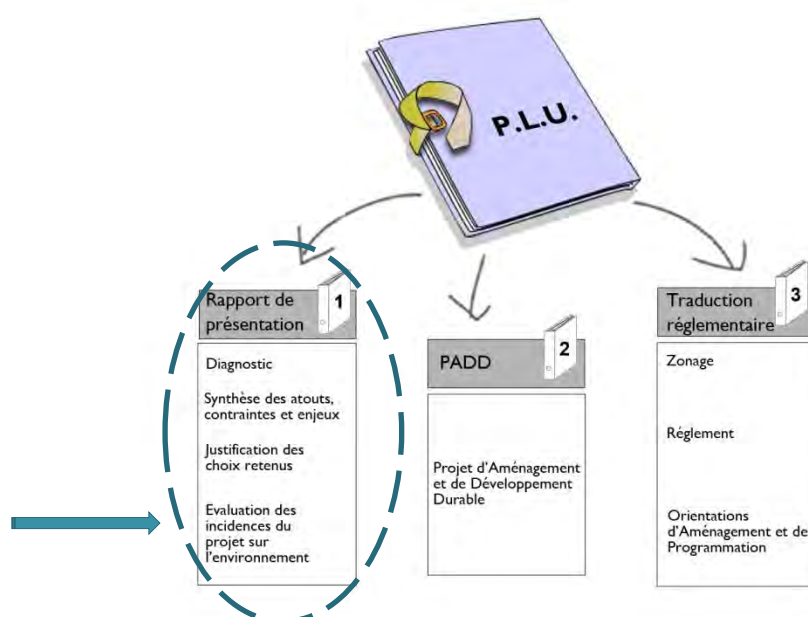 P.L.U.
Rapport de
présentation
1
Diagnostic
Synthèse des atouts,
contraintes et enjeux
Justification des
choix retenus
Evaluation des
incidences du
projet sur
l'environnement
PADD
2
Projet d'Aménagement
et de Développement
Durable
Traduction
réglementaire
3
Zonage
Réglement
Orientations
d'Aménagement et de
Programmation